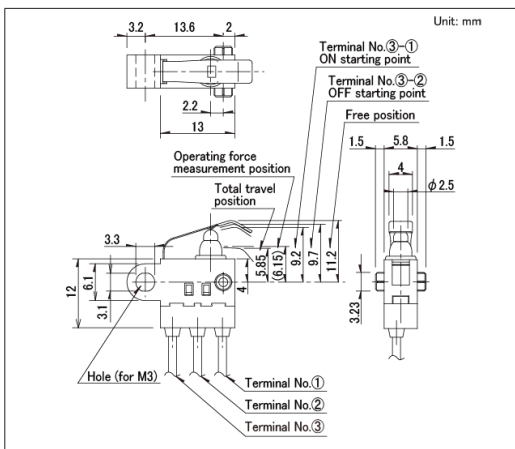 Unit: mm
3.2
13.6
2
Terminal No.③-①
ON starting point
Terminal No.③-②
OFF starting point
Free position
2.2
13
1.5
5.8
1.5
4
φ2.5
Operating force
measurement position
Total travel
position
3.3
12
6.1
3.1
5.85
(6.15)
4
9.2
9.7
11.2
3.23
Hole (for M3)
Terminal No.①
Terminal No.②
Terminal No.③